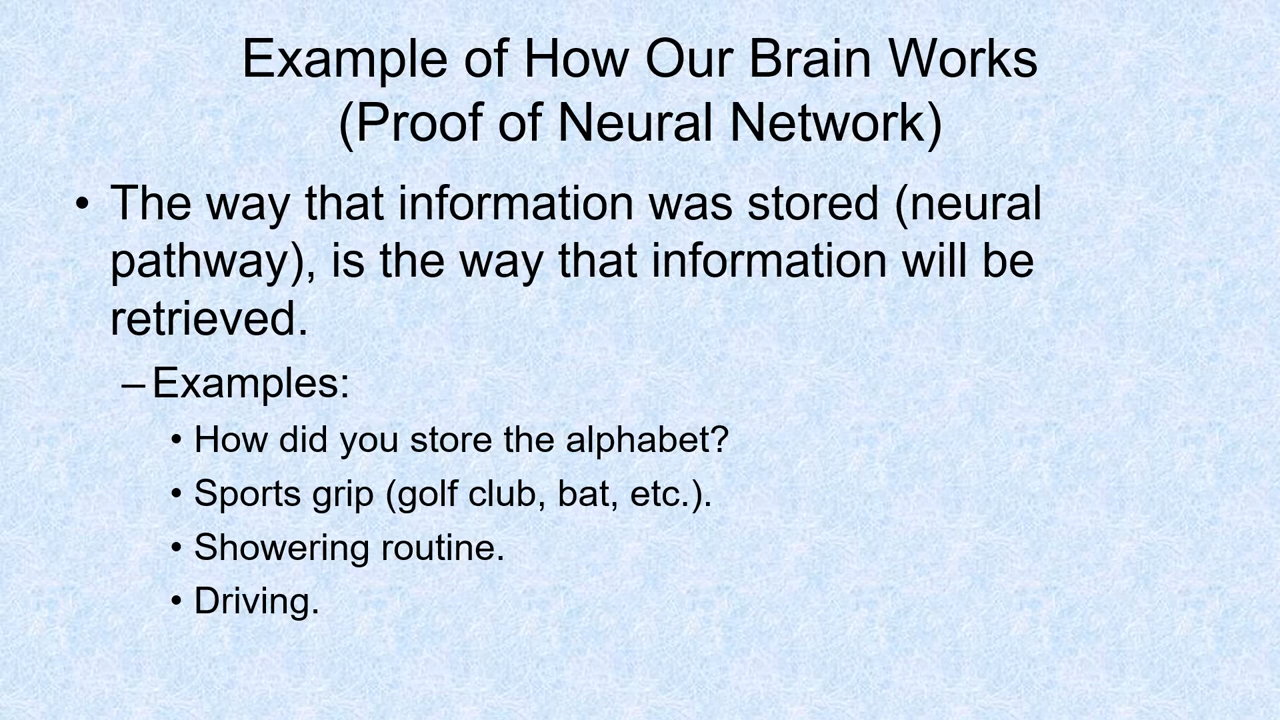 Example of How Our Brain Works
(Proof of Neural Network)
• The way that information was stored (neural
pathway), is the way that information will be
retrieved.
– Examples:
• How did you store the alphabet?
• Sports grip (golf club, bat, etc.).
• Showering routine.
• Driving.